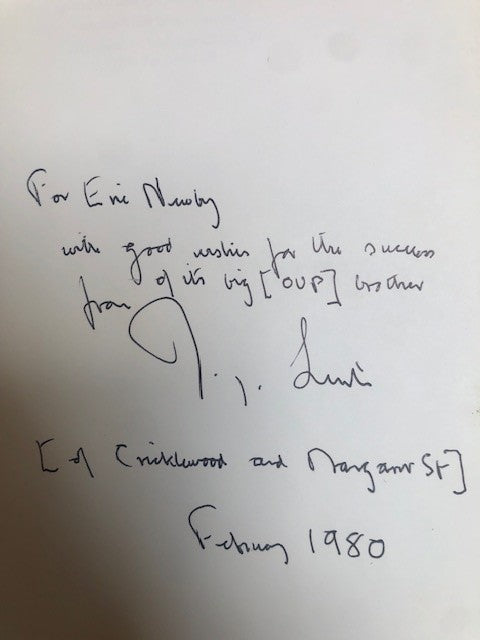 For Eric Newby
with good wishes for the success
of its big [OUP] brother
from
[of Cricklewood and Margaret St]
February 1980